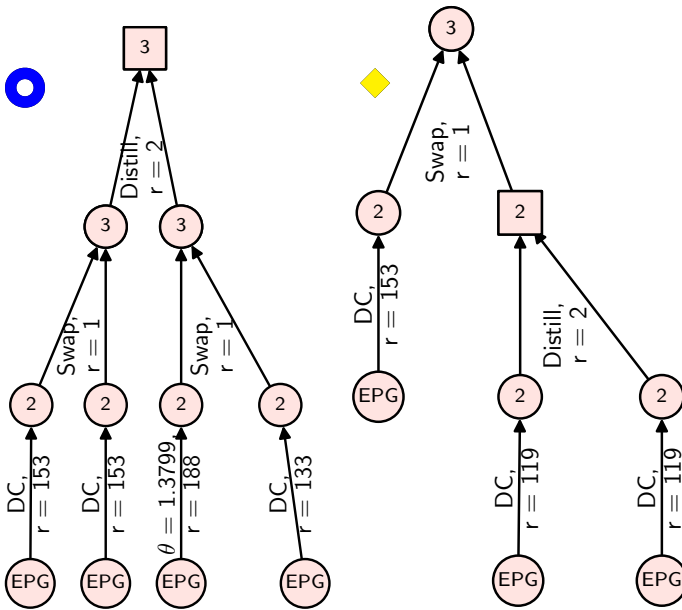 3
Distill,
r = 2
3
3
Swap,
r = 1
Swap,
r = 1
2
2
2
2
DC,
r = 153
DC,
r = 153
θ = 1.3799,
r = 188
DC,
r = 133
EPG
EPG
EPG
EPG
3
Swap,
r = 1
2
2
DC,
r = 153
Distill,
r = 2
EPG
2
2
DC,
r = 119
DC,
r = 119
EPG
EPG